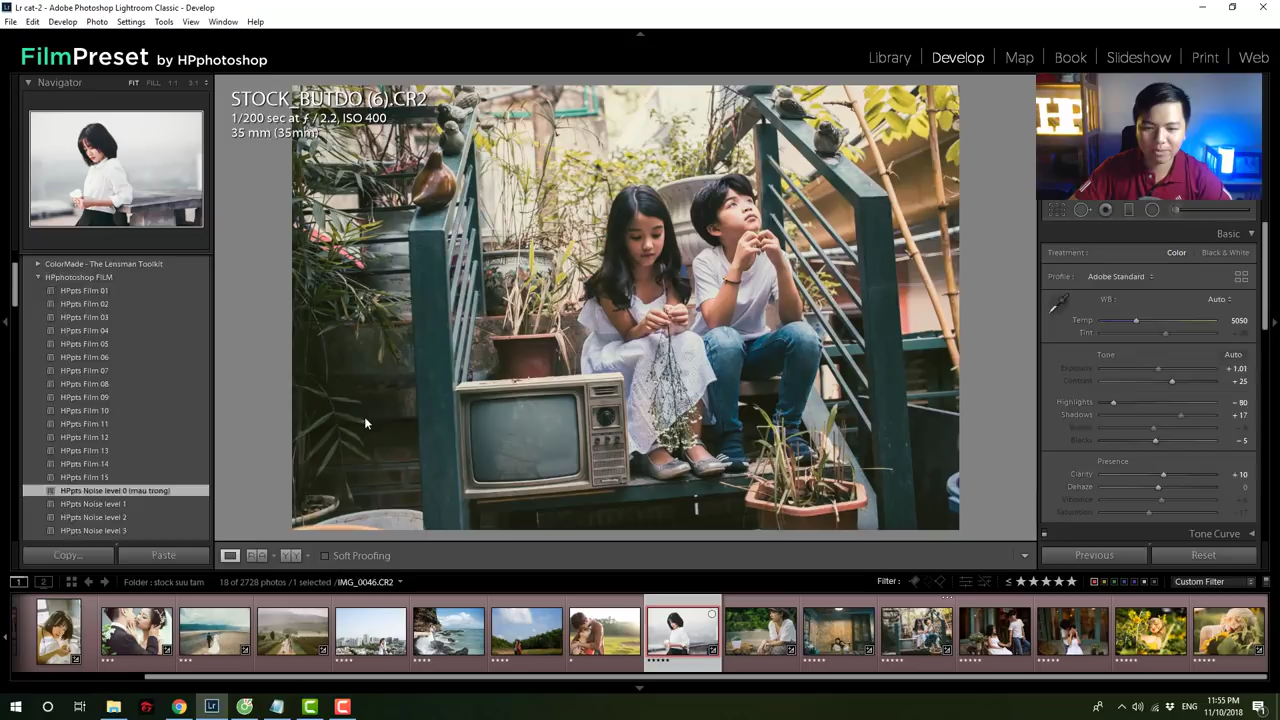 Lr cat-2 - Adobe Photoshop Lightroom Classic - Develop
File Edit Develop Photo Settings Tools View Window Help
FilmPreset by HPphotoshop
Library | Develop | Map | Book | Slideshow | Print | Web
Navigator FIT FILL 1:1 3:1
STOCK_BUTDO (6).CR2
1/200 sec at ƒ / 2.2, ISO 400
35 mm (35mm)
ColorMade - The Lensman Toolkit
HPphotoshop FILM
HPpts Film 01
HPpts Film 02
HPpts Film 03
HPpts Film 04
HPpts Film 05
HPpts Film 06
HPpts Film 07
HPpts Film 08
HPpts Film 09
HPpts Film 10
HPpts Film 11
HPpts Film 12
HPpts Film 13
HPpts Film 14
HPpts Film 15
HPpts Noise level 0 (mau trong)
HPpts Noise level 1
HPpts Noise level 2
HPpts Noise level 3
Copy... Paste
Basic
Treatment: Color Black & White
Profile: Adobe Standard
WB: Auto
Temp 5050
Tint
Tone Auto
Exposure + 1.01
Contrast + 25
Highlights - 80
Shadows + 17
Blacks - 5
Presence
Clarity + 10
Dehaze 0
Vibrance
Saturation - 17
Tone Curve
Previous Reset
Soft Proofing
1 2 Folder : stock suu tam 18 of 2728 photos / 1 selected / IMG_0046.CR2 Filter : Custom Filter
Lr
ENG
11:55 PM
11/10/2018